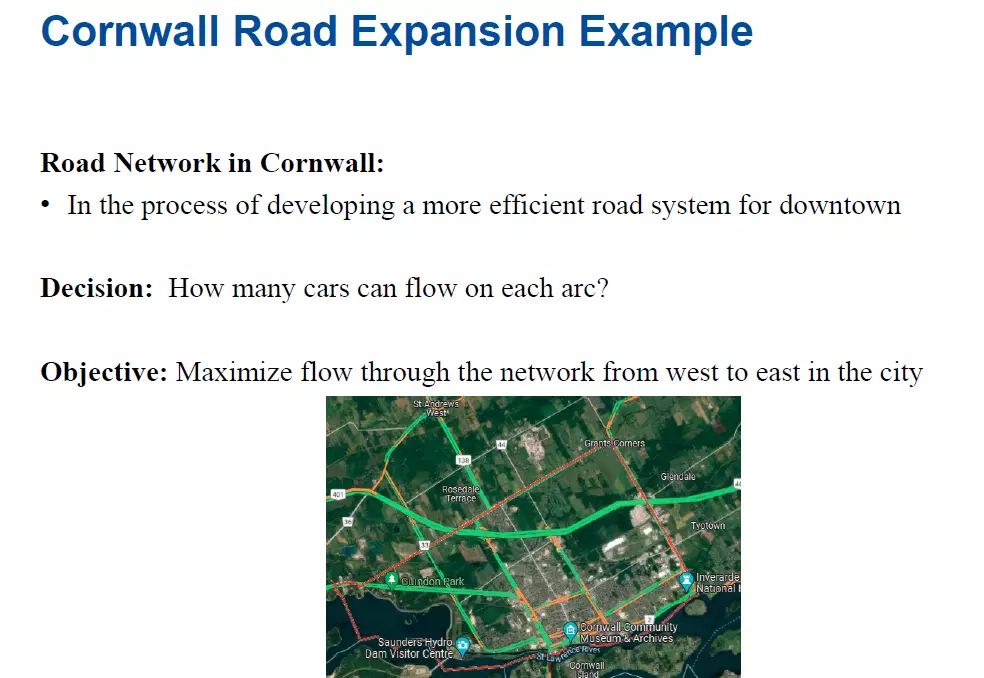 Cornwall Road Expansion Example
Road Network in Cornwall:
• In the process of developing a more efficient road system for downtown
Decision: How many cars can flow on each arc?
Objective: Maximize flow through the network from west to east in the city
St Andrews
West
44
Grants Corners
138
Glendale
Rosedale
Terrace
401
36
Tyotown
33
Guindon Park
Inverarde
National
2
Cornwall Community
Museum & Archives
Saunders Hydro
Dam Visitor Centre
St Lawrence River
Cornwall
Island